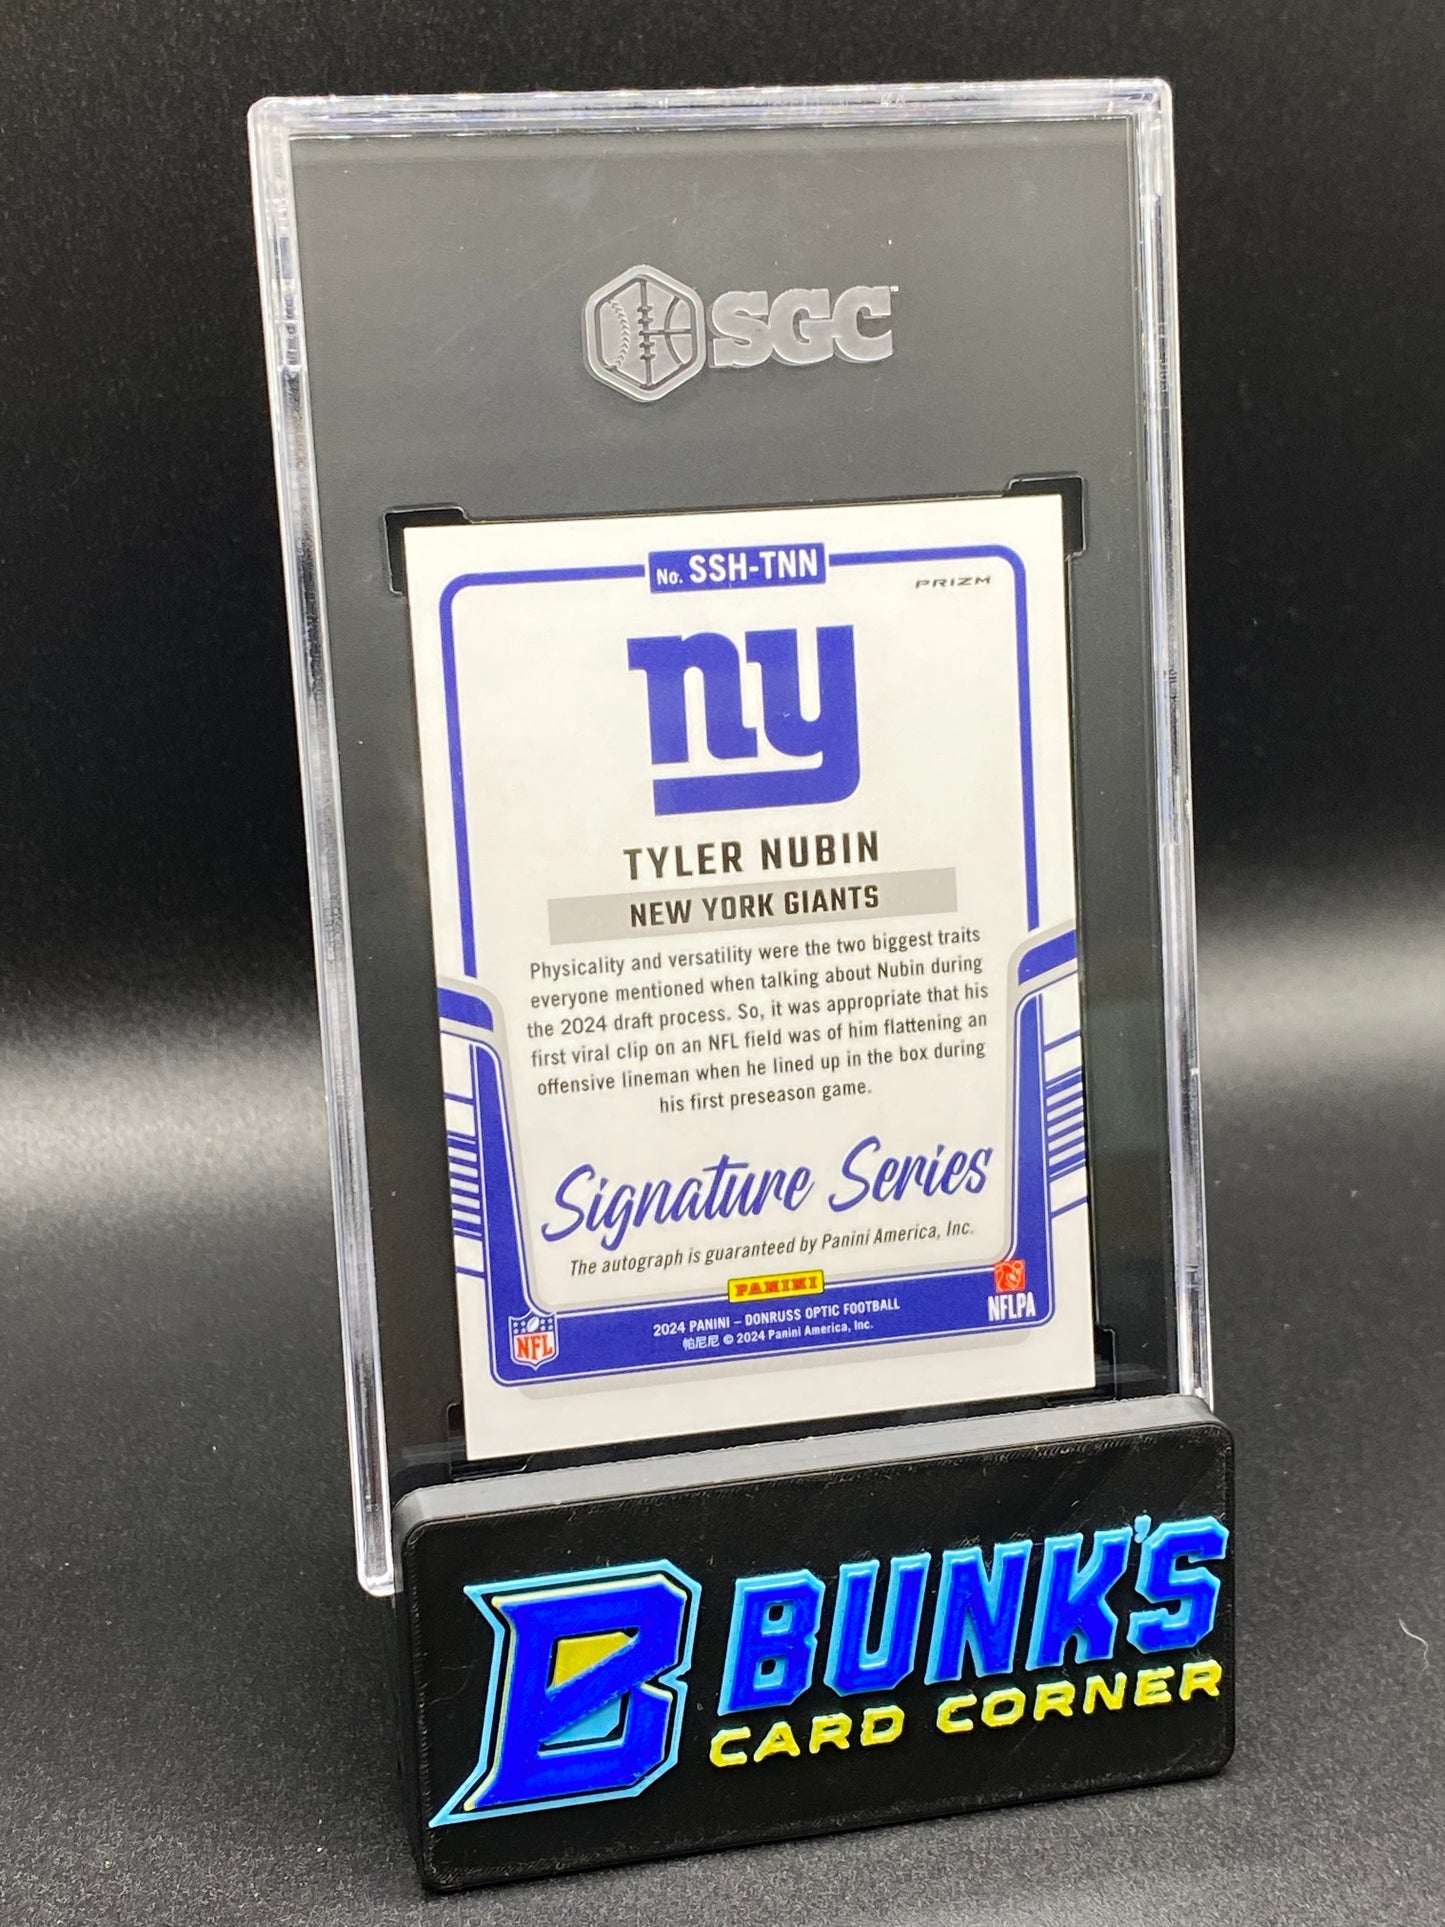 SGC
No. SSH-TNN
PRIZM
ny
TYLER NUBIN
NEW YORK GIANTS
Physicality and versatility were the two biggest traits
everyone mentioned when talking about Nubin during
the 2024 draft process. So, it was appropriate that his
first viral clip on an NFL field was of him flattening an
offensive lineman when he lined up in the box during
his first preseason game.
Signature Series
The autograph is guaranteed by Panini America, Inc.
PANINI
NFL
2024 PANINI – DONRUSS OPTIC FOOTBALL
帕尼尼 © 2024 Panini America, Inc.
NFLPA
B BUNK'S
CARD CORNER